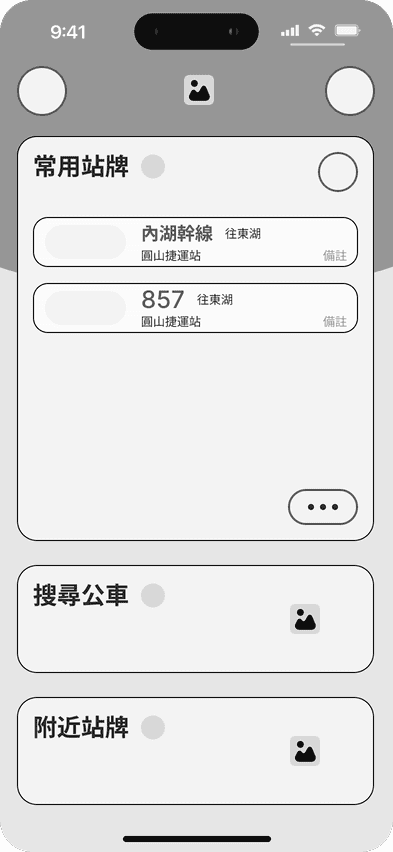 9:41
常用站牌
內湖幹線 往東湖
圓山捷運站 備註
857 往東湖
圓山捷運站 備註
搜尋公車
附近站牌